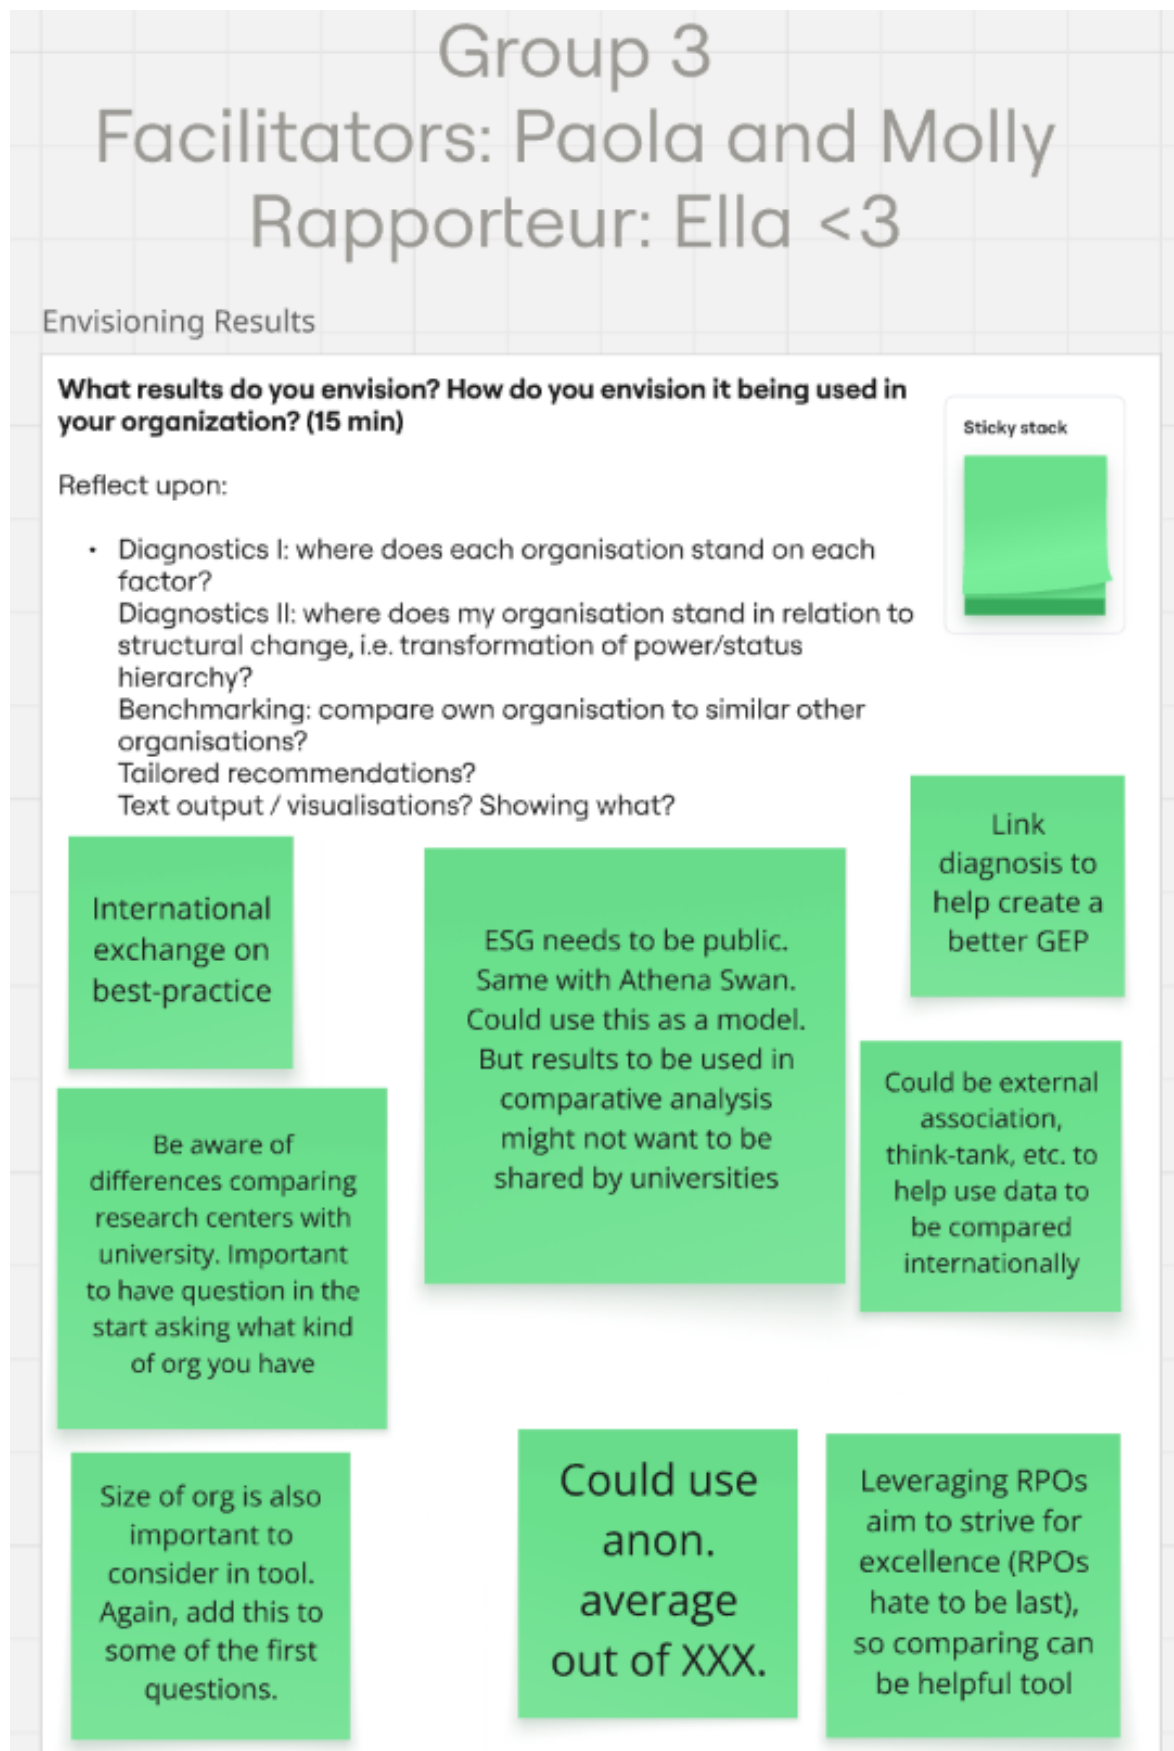 Group 3
Facilitators: Paola and Molly
Rapporteur: Ella <3
Envisioning Results
What results do you envision? How do you envision it being used in
your organization? (15 min)
Sticky stack
Reflect upon:
• Diagnostics I: where does each organisation stand on each
factor?
Diagnostics II: where does my organisation stand in relation to
structural change, i.e. transformation of power/status
hierarchy?
Benchmarking: compare own organisation to similar other
organisations?
Tailored recommendations?
Text output / visualisations? Showing what?
International
exchange on
best-practice
ESG needs to be public.
Same with Athena Swan.
Could use this as a model.
But results to be used in
comparative analysis
might not want to be
shared by universities
Link
diagnosis to
help create a
better GEP
Be aware of
differences comparing
research centers with
university. Important
to have question in the
start asking what kind
of org you have
Could be external
association,
think-tank, etc. to
help use data to
be compared
internationally
Size of org is also
important to
consider in tool.
Again, add this to
some of the first
questions.
Could use
anon.
average
out of XXX.
Leveraging RPOs
aim to strive for
excellence (RPOs
hate to be last),
so comparing can
be helpful tool